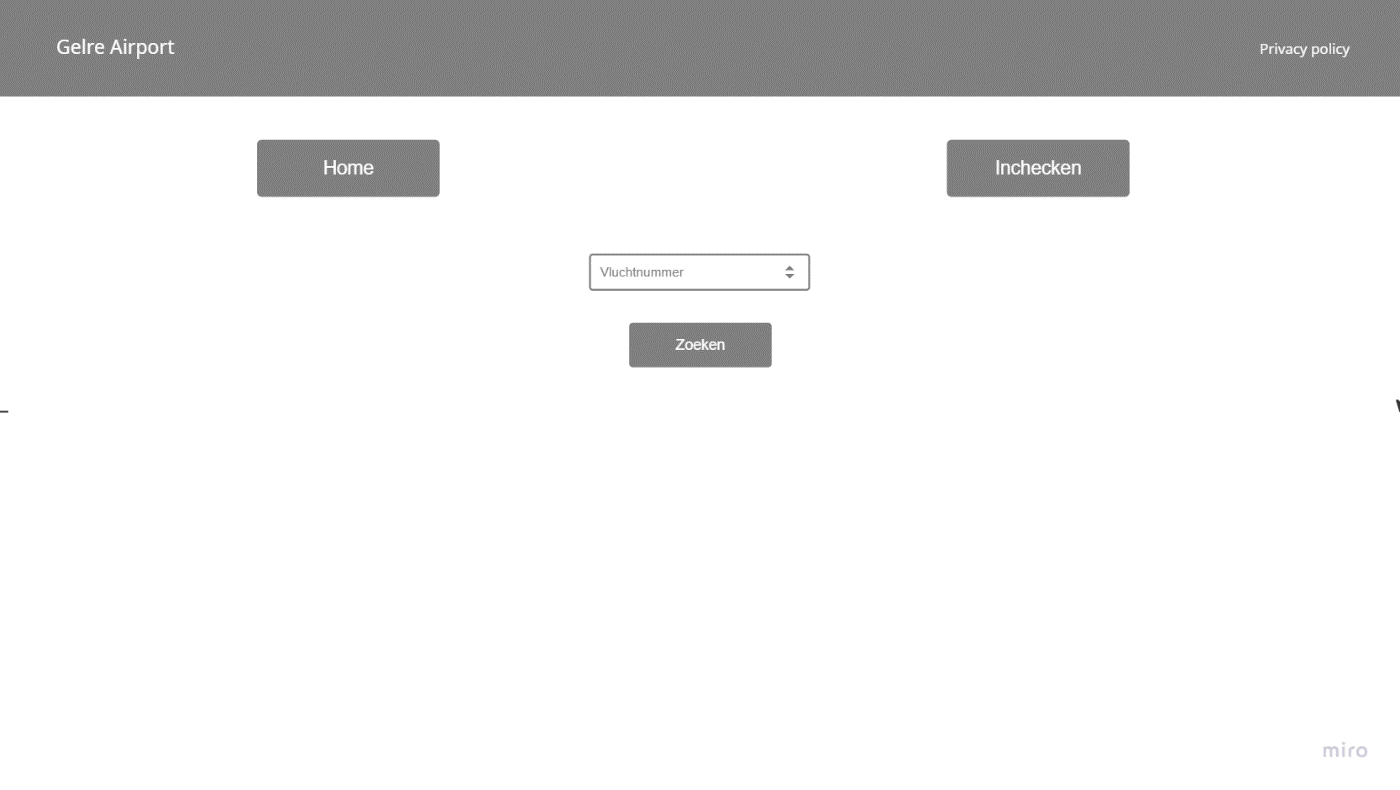 Gelre Airport
Privacy policy
Home
Inchecken
Vluchtnummer
Zoeken
miro